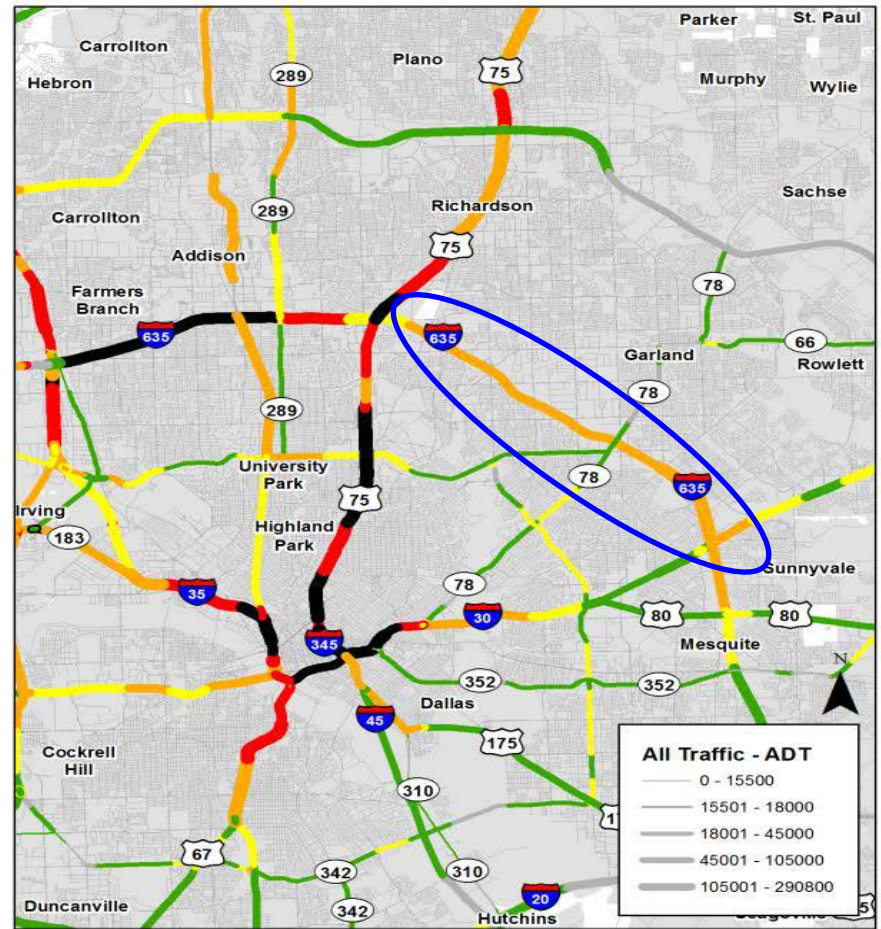 Parker
St. Paul
Carrollton
289
Plano
75
Hebron
Murphy
Wylie
Sachse
289
Richardson
Carrollton
75
Addison
78
Farmers
Branch
635
635
66
Garland
Rowlett
78
289
University
Park
78
635
75
Irving
Highland
Park
183
Sunnyvale
78
35
30
80
80
345
Mesquite
N
352
352
Dallas
45
175
Cockrell
Hill
310
67
342
310
342
20
Duncanville
Hutchins
All Traffic - ADT
0 - 15500
15501 - 18000
18001 - 45000
45001 - 105000
105001 - 290800